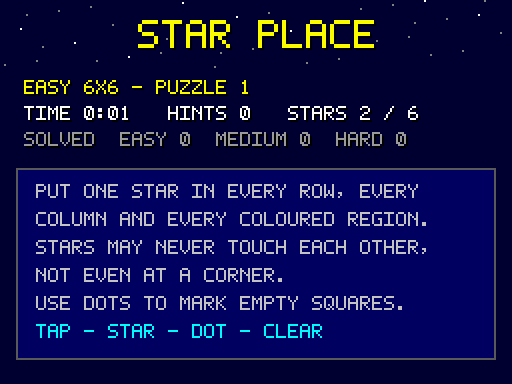 STAR PLACE
EASY 6X6 - PUZZLE 1
TIME 0:01 HINTS 0 STARS 2 / 6
SOLVED EASY 0 MEDIUM 0 HARD 0
PUT ONE STAR IN EVERY ROW, EVERY
COLUMN AND EVERY COLOURED REGION.
STARS MAY NEVER TOUCH EACH OTHER,
NOT EVEN AT A CORNER.
USE DOTS TO MARK EMPTY SQUARES.
TAP - STAR - DOT - CLEAR